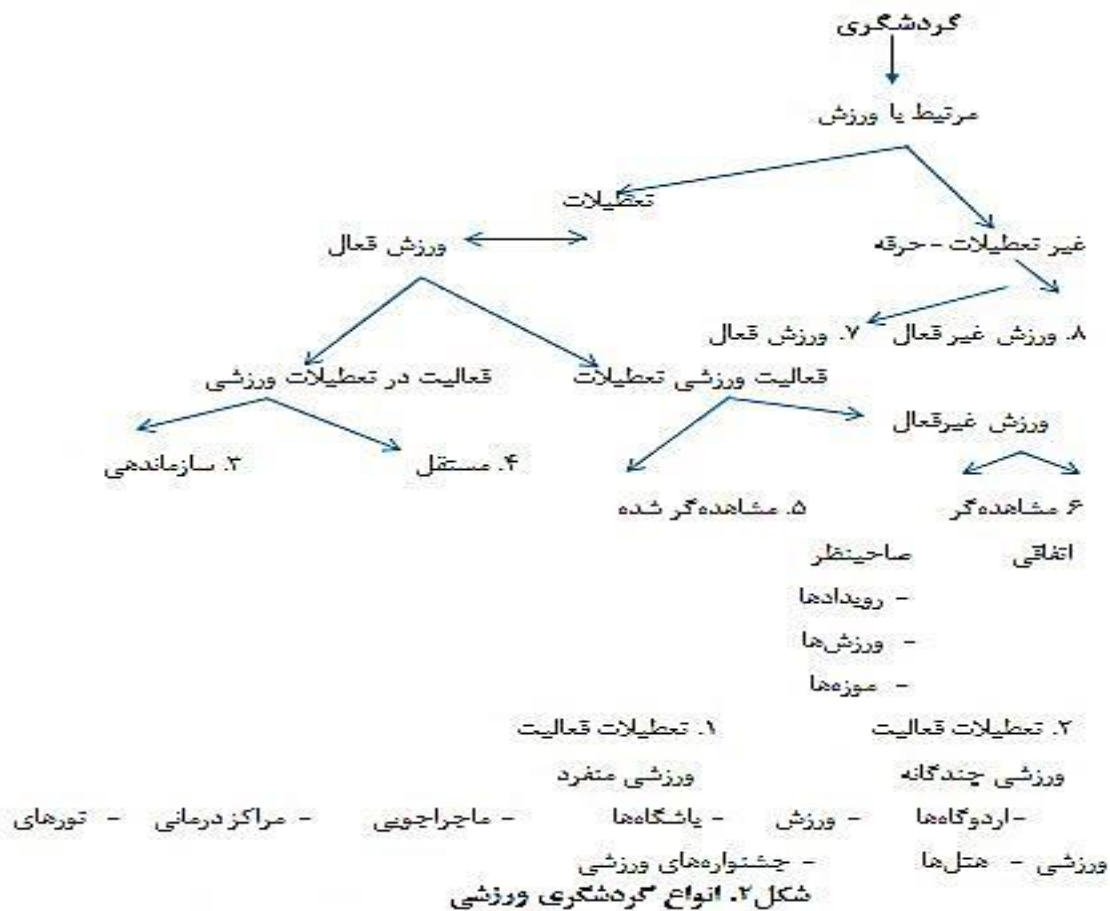 گردشگری
مرتبط با ورزش
تعطیلات
ورزش فعال
غیر تعطیلات - حرفه
۸. ورزش غیر فعال
۷. ورزش فعال
فعالیت ورزشی تعطیلات
فعالیت در تعطیلات ورزشی
ورزش غیرفعال
۴. مستقل
۳. سازماندهی
۶ مشاهده‌گر
۵. مشاهده‌گر شده
اتفاقی
صاحبنظر
- رویدادها
- ورزش‌ها
- موزه‌ها
۲. تعطیلات فعالیت
۱. تعطیلات فعالیت
ورزشی چندگانه
ورزشی منفرد
-اردوگاه‌ها - ورزش - باشگاه‌ها - ماجراجویی - مراکز درمانی - تورهای
ورزشی - هتل‌ها - جشنواره‌های ورزشی
شکل۲. انواع گردشگری ورزشی